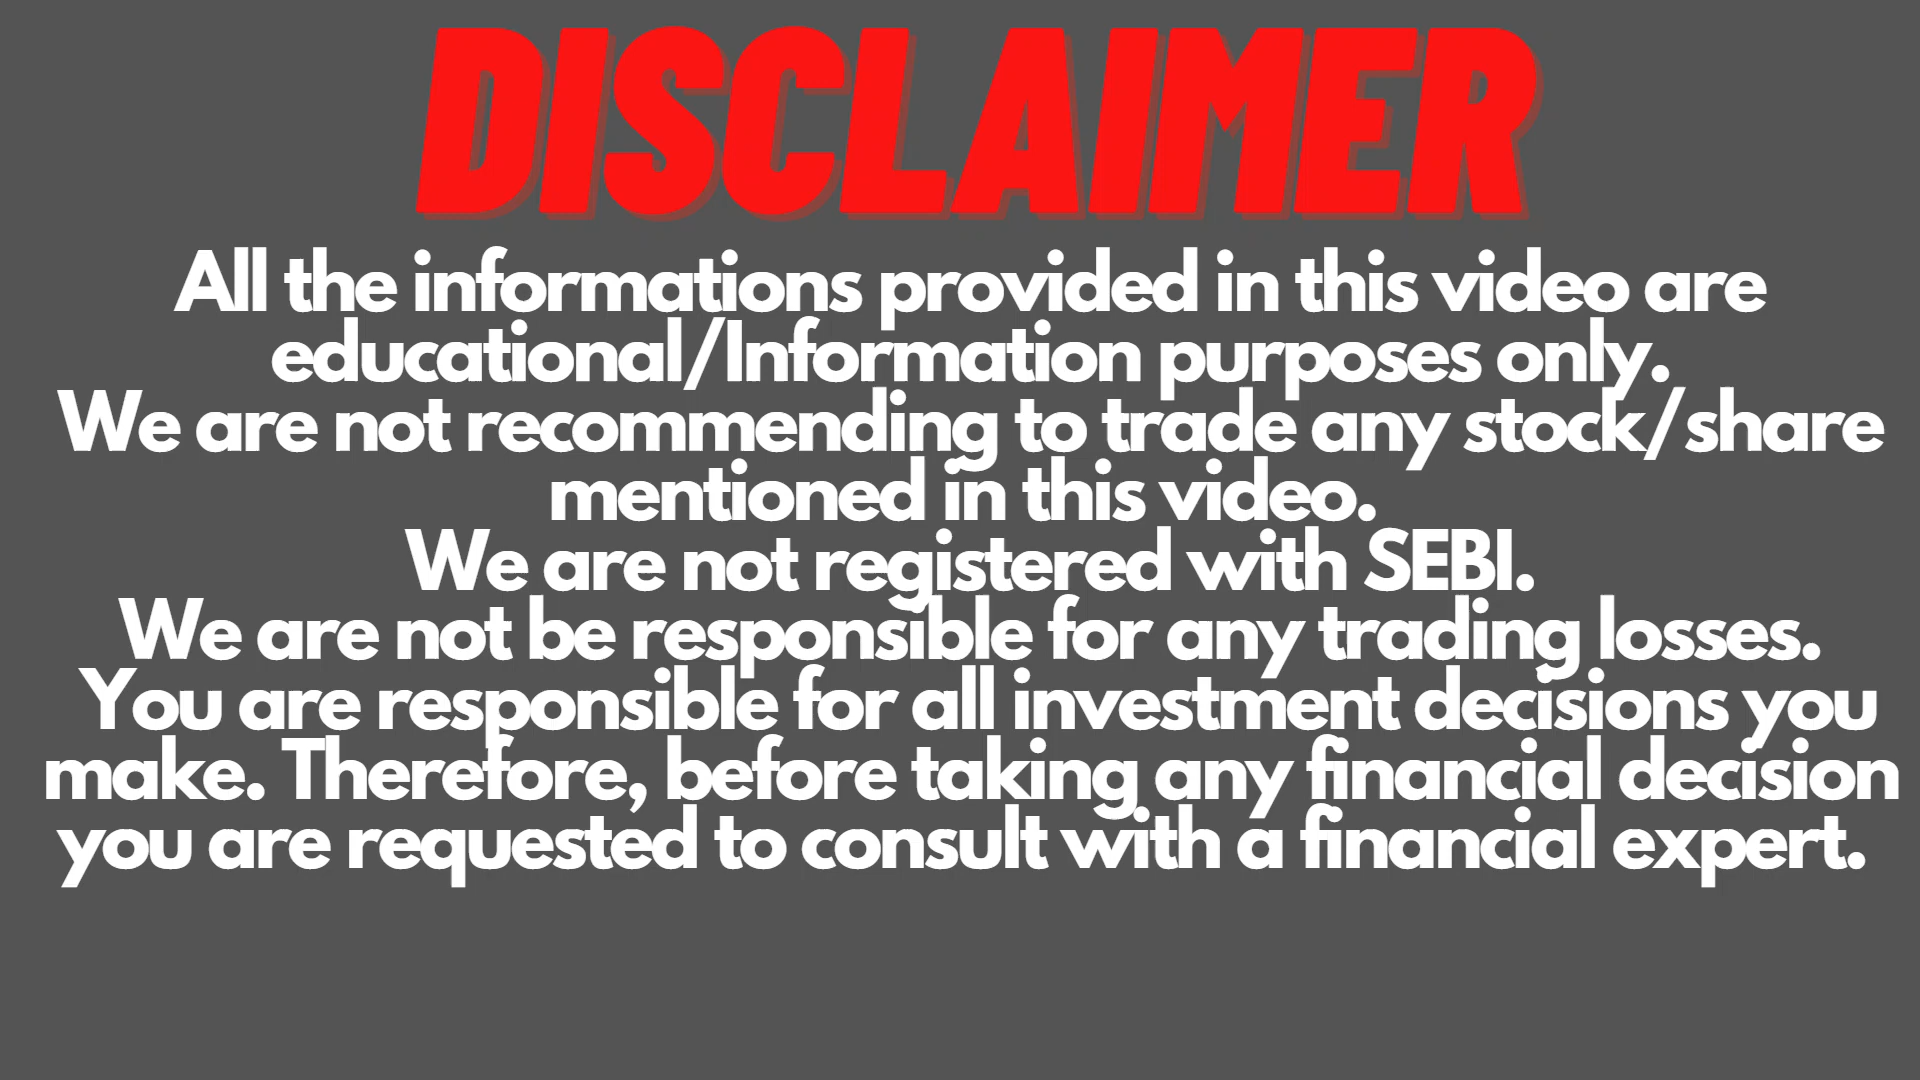 DISCLAIMER
All the informations provided in this video are
educational/Information purposes only.
We are not recommending to trade any stock/share
mentioned in this video.
We are not registered with SEBI.
We are not be responsible for any trading losses.
You are responsible for all investment decisions you
make. Therefore, before taking any financial decision
you are requested to consult with a financial expert.